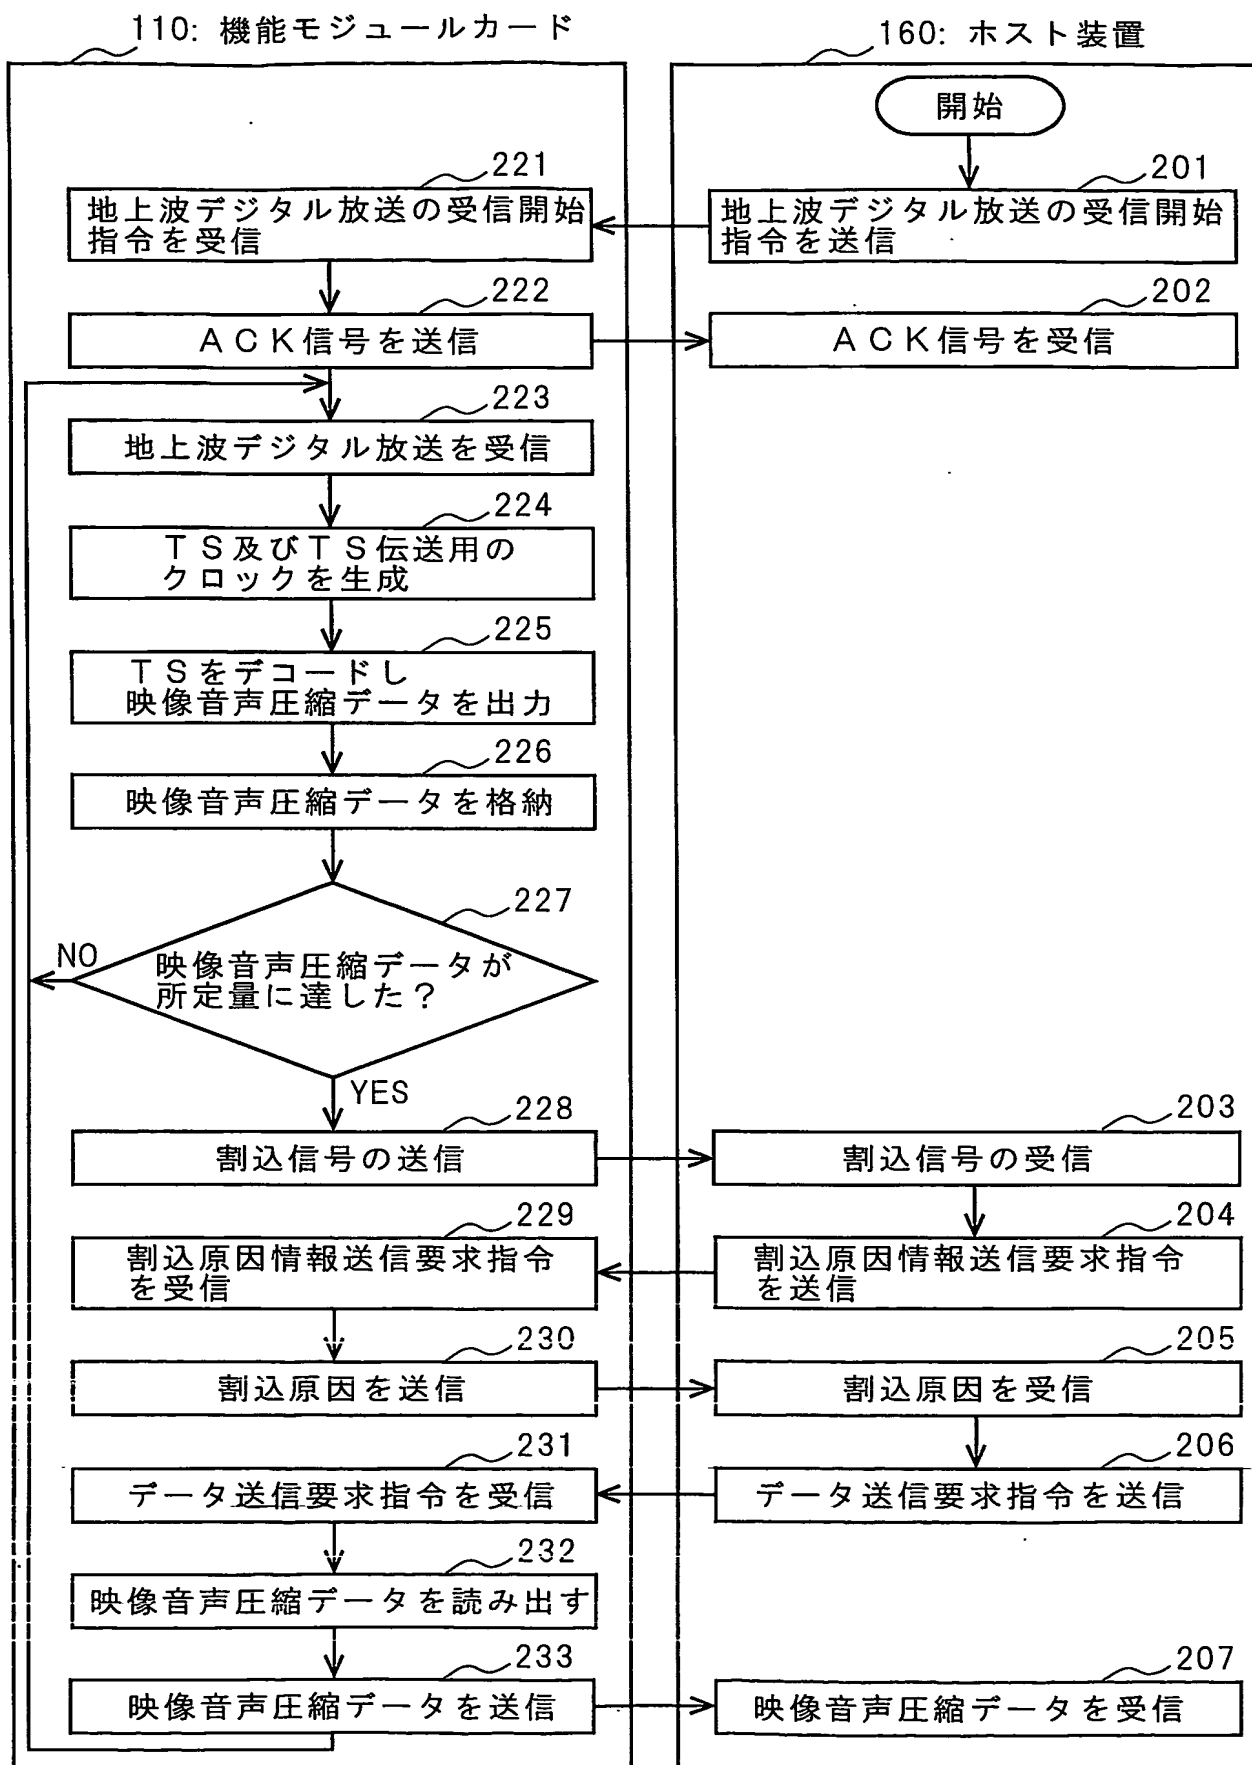 110: 機能モジュールカード
160: ホスト装置
開始
221
地上波デジタル放送の受信開始
指令を受信
201
地上波デジタル放送の受信開始
指令を送信
222
ACK信号を送信
202
ACK信号を受信
223
地上波デジタル放送を受信
224
TS及びTS伝送用の
クロックを生成
225
TSをデコードし
映像音声圧縮データを出力
226
映像音声圧縮データを格納
227
NO
映像音声圧縮データが
所定量に達した?
YES
228
割込信号の送信
203
割込信号の受信
229
割込原因情報送信要求指令
を受信
204
割込原因情報送信要求指令
を送信
230
割込原因を送信
205
割込原因を受信
231
データ送信要求指令を受信
206
データ送信要求指令を送信
232
映像音声圧縮データを読み出す
233
映像音声圧縮データを送信
207
映像音声圧縮データを受信